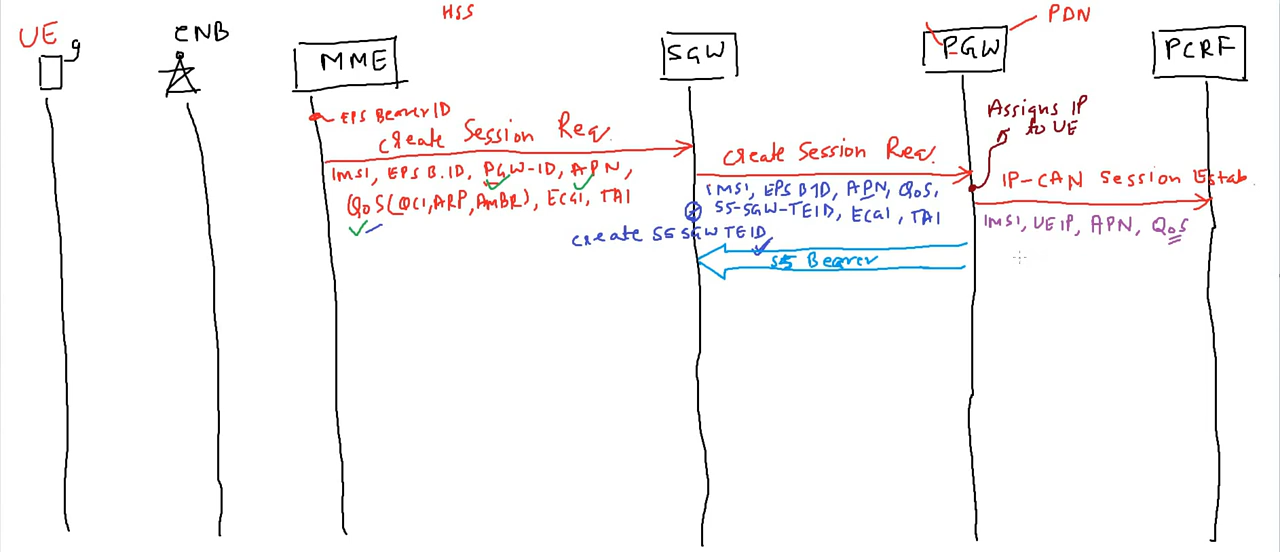 HSS
PDN
UE
eNB
MME
SGW
PGW
PCRF
EPS Bearer ID
Create Session Req.
IMSI, EPS B.ID, PGW-ID, APN,
QoS(QCI,ARP,AMBR), ECGI, TAI
Create Session Req.
IMSI, EPS BID, APN, QoS,
S5-SGW-TEID, ECGI, TAI
Create S5 SGW TEID
S5 Bearer
Assigns IP
to UE
IP-CAN Session Estab.
IMSI, UE IP, APN, QoS